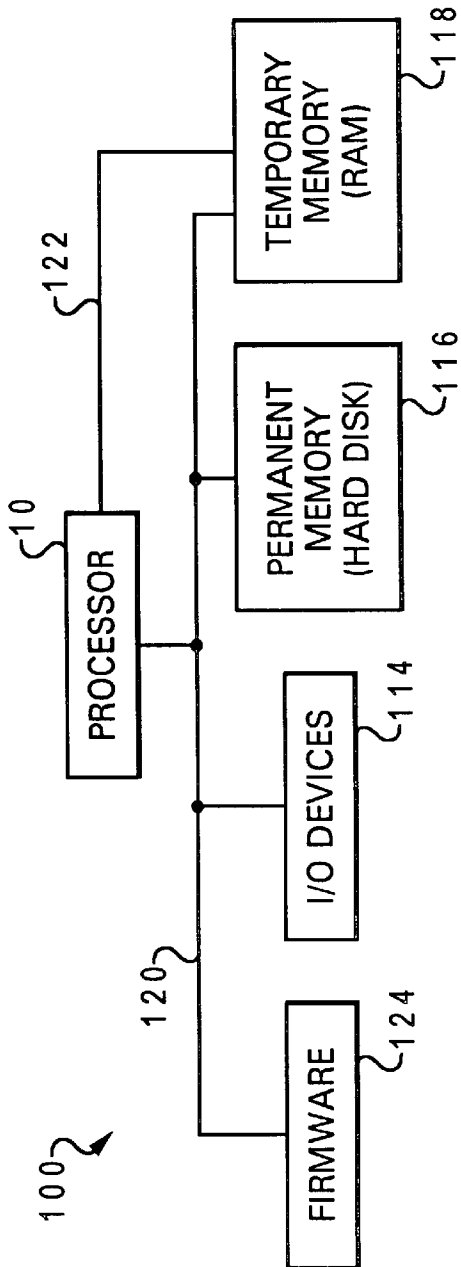 100
10
PROCESSOR
122
120
FIRMWARE
124
I/O DEVICES
114
PERMANENT
MEMORY
(HARD DISK)
116
TEMPORARY
MEMORY
(RAM)
118